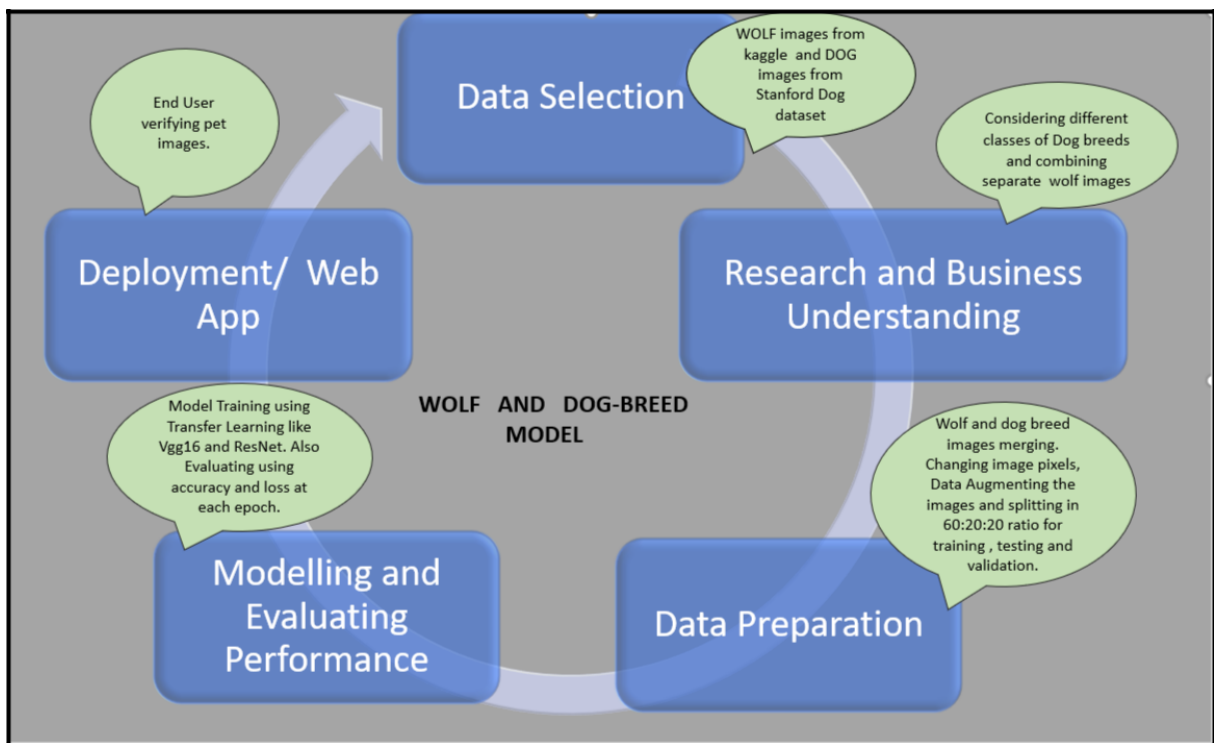 Data Selection
WOLF images from
kaggle and DOG
images from
Stanford Dog
dataset
Considering different
classes of Dog breeds
and combining
separate wolf images
Research and Business
Understanding
Wolf and dog breed
images merging.
Changing image pixels,
Data Augmenting the
images and splitting in
60:20:20 ratio for
training , testing and
validation.
Data Preparation
Model Training using
Transfer Learning like
Vgg16 and ResNet. Also
Evaluating using
accuracy and loss at
each epoch.
Modelling and
Evaluating
Performance
End User
verifying pet
images.
Deployment/ Web
App
WOLF AND DOG-BREED
MODEL